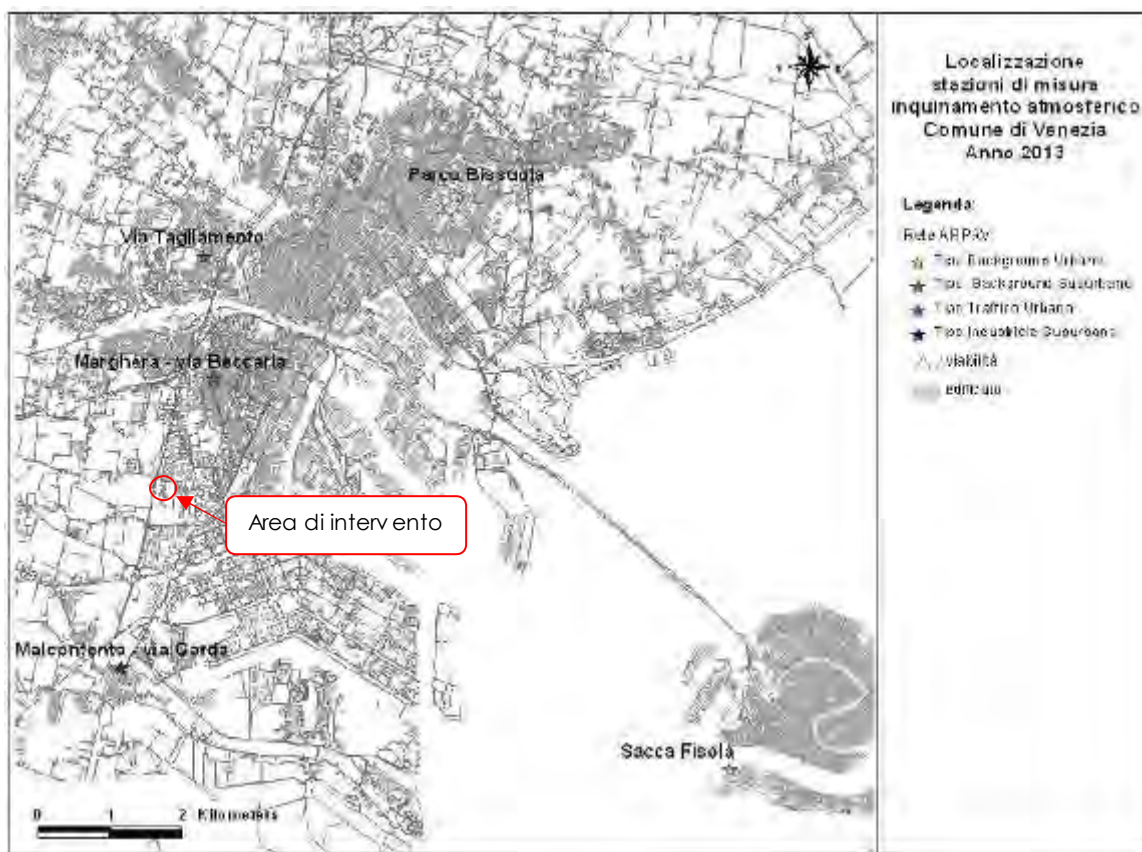 Localizzazione
stazioni di misura
inquinamento atmosferico
Comune di Venezia
Anno 2013
Legenda
Rete ARPAV
Tipo Background Urbano
Tipo Background Suburbano
Tipo Traffico Urbano
Tipo Industriale Suburbano
viabilità
edificato
Parco Bissuola
Via Tagliamento
Marghera - via Beccaria
Area di intervento
Malcontenta - via Garda
Sacca Fisola
0 1 2 Kilometers